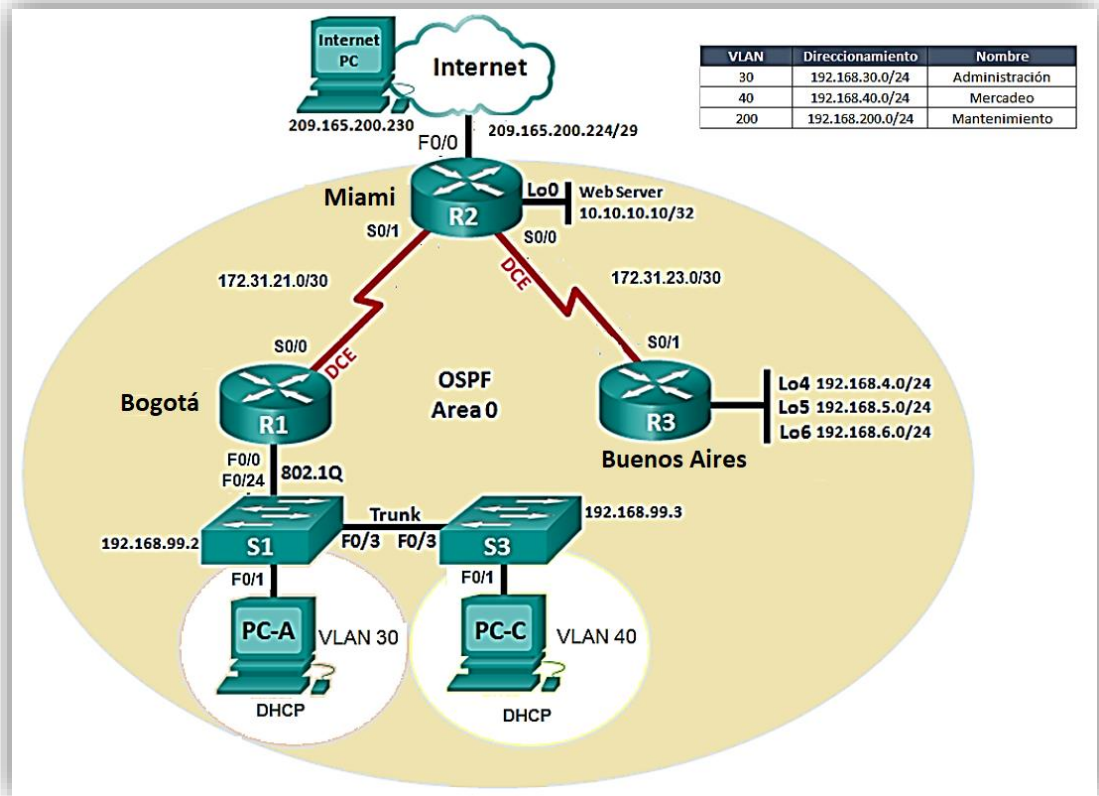 Internet
PC
Internet
209.165.200.230
209.165.200.224/29
F0/0
VLAN Direccionamiento Nombre
30 192.168.30.0/24 Administración
40 192.168.40.0/24 Mercadeo
200 192.168.200.0/24 Mantenimiento
Miami
R2
Lo0
Web Server
10.10.10.10/32
S0/1
S0/0
DCE
172.31.21.0/30
172.31.23.0/30
S0/0
DCE
S0/1
Bogotá
R1
OSPF
Area 0
R3
Lo4 192.168.4.0/24
Lo5 192.168.5.0/24
Lo6 192.168.6.0/24
Buenos Aires
F0/0
F0/24
802.1Q
192.168.99.2
S1
Trunk
F0/3 F0/3
S3
192.168.99.3
F0/1
F0/1
PC-A
VLAN 30
PC-C
VLAN 40
DHCP
DHCP